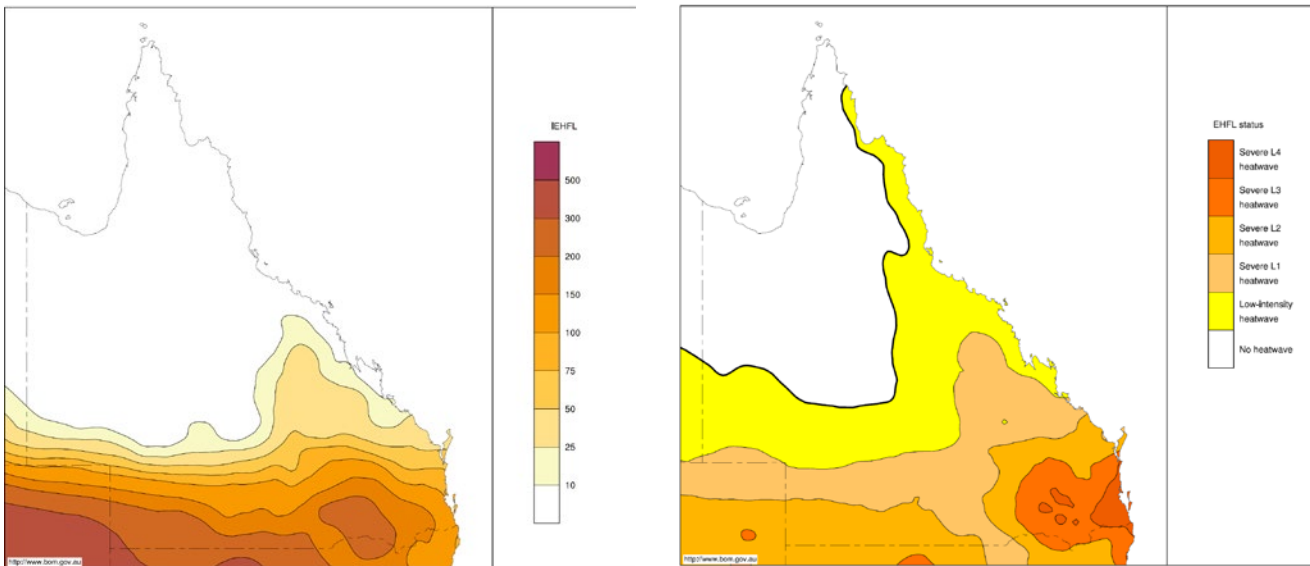 IEHFL
500
300
200
150
100
75
50
25
10
http://www.bom.gov.au
EHFL status
Severe L4
heatwave
Severe L3
heatwave
Severe L2
heatwave
Severe L1
heatwave
Low-intensity
heatwave
No heatwave
http://www.bom.gov.au